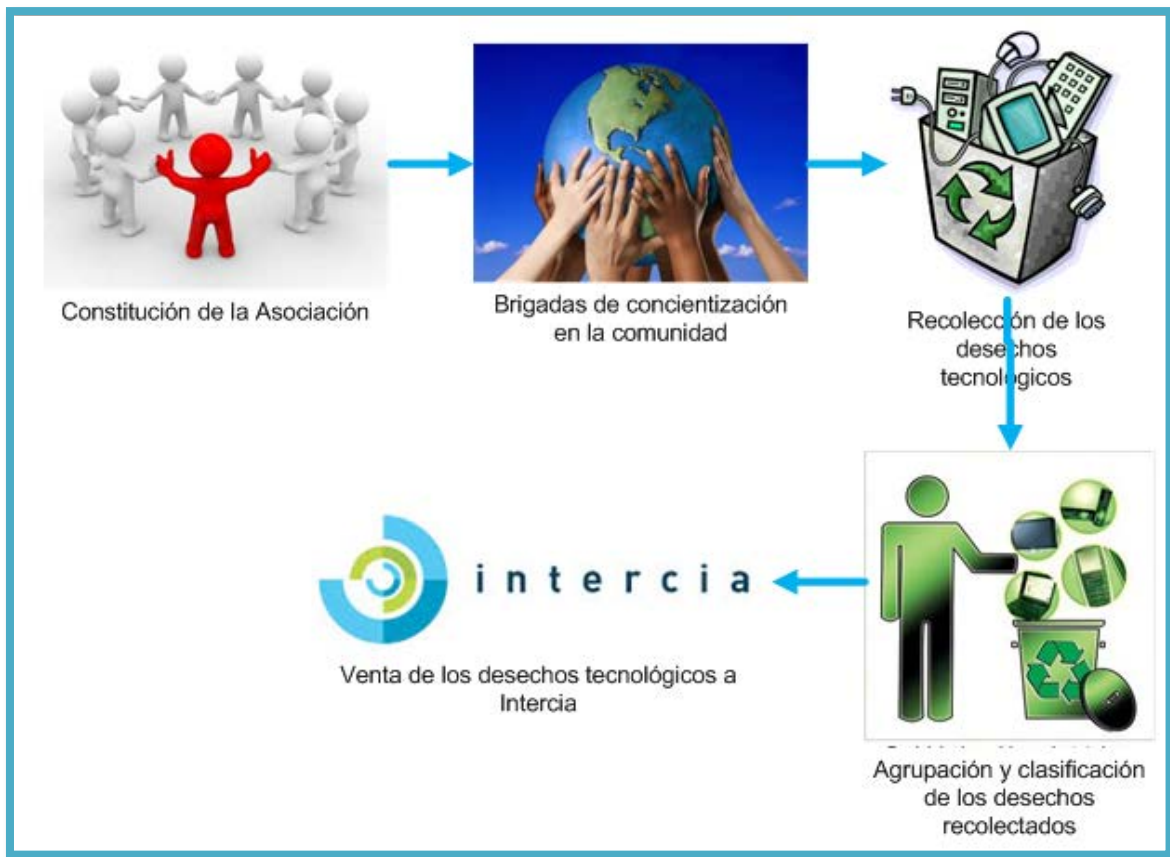 Constitución de la Asociación
Brigadas de concientización
en la comunidad
Recolección de los
desechos
tecnológicos
intercia
Venta de los desechos tecnológicos a
Intercia
Agrupación y clasificación
de los desechos
recolectados